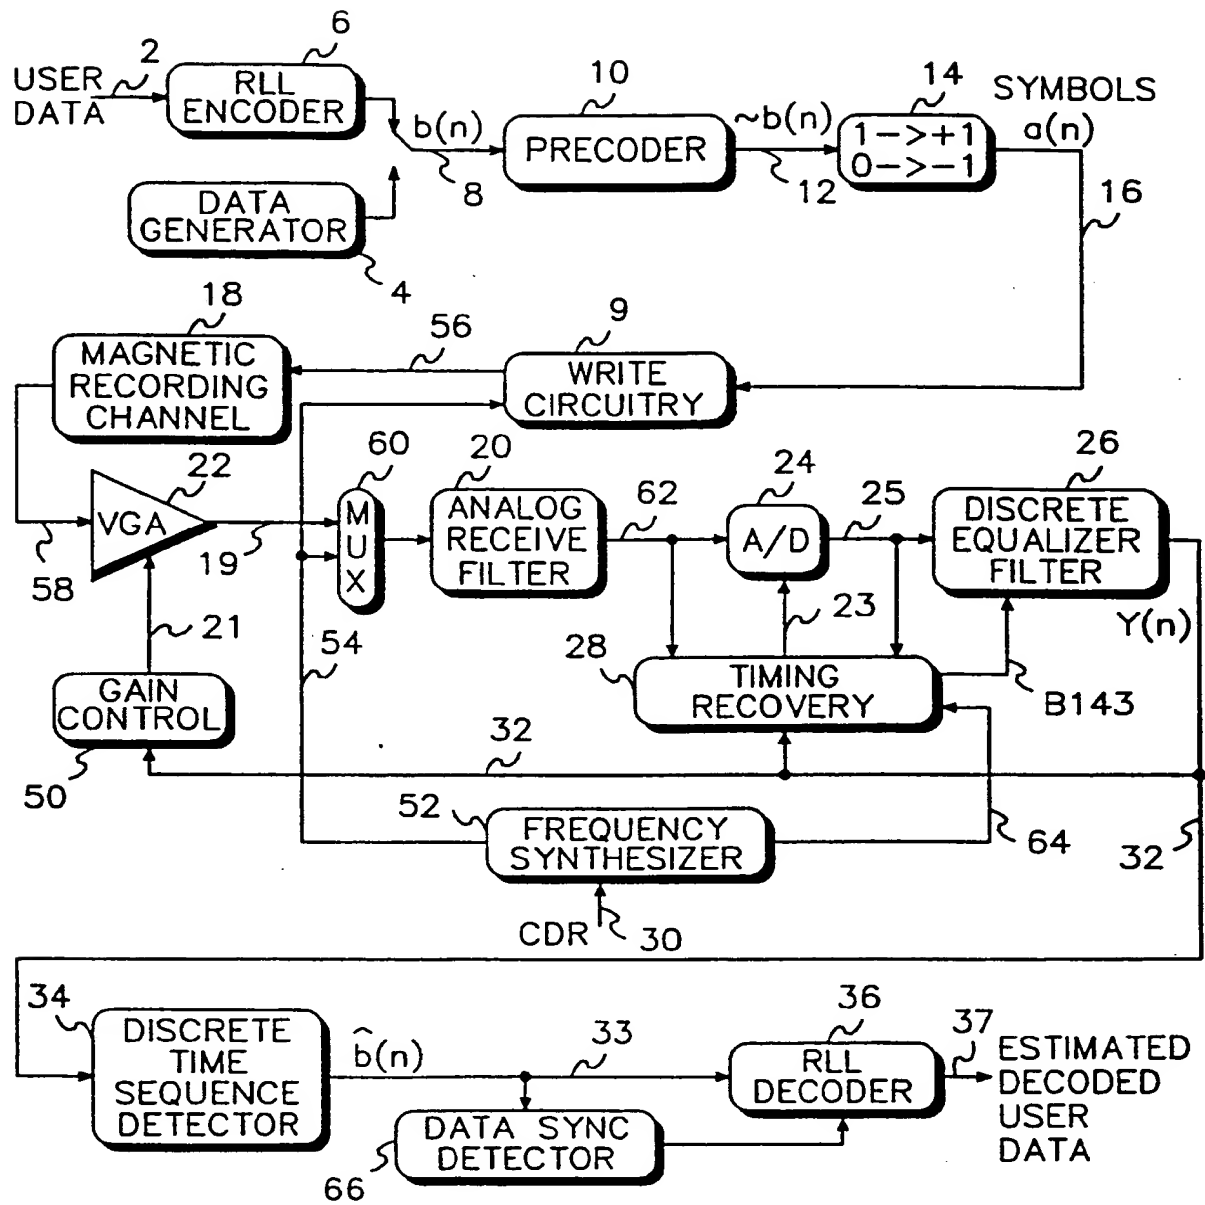 6
2
USER
DATA
RLL
ENCODER
b(n)
8
10
PRECODER
~b(n)
12
14
1->+1
0->-1
SYMBOLS
a(n)
16
DATA
GENERATOR
4
18
MAGNETIC
RECORDING
CHANNEL
56
9
WRITE
CIRCUITRY
22
VGA
58
19
60
MUX
20
ANALOG
RECEIVE
FILTER
62
24
A/D
25
26
DISCRETE
EQUALIZER
FILTER
Y(n)
21
54
23
28
TIMING
RECOVERY
B143
GAIN
CONTROL
50
32
52
FREQUENCY
SYNTHESIZER
64
32
CDR
30
34
DISCRETE
TIME
SEQUENCE
DETECTOR
b̂(n)
33
36
RLL
DECODER
37
ESTIMATED
DECODED
USER
DATA
DATA SYNC
DETECTOR
66